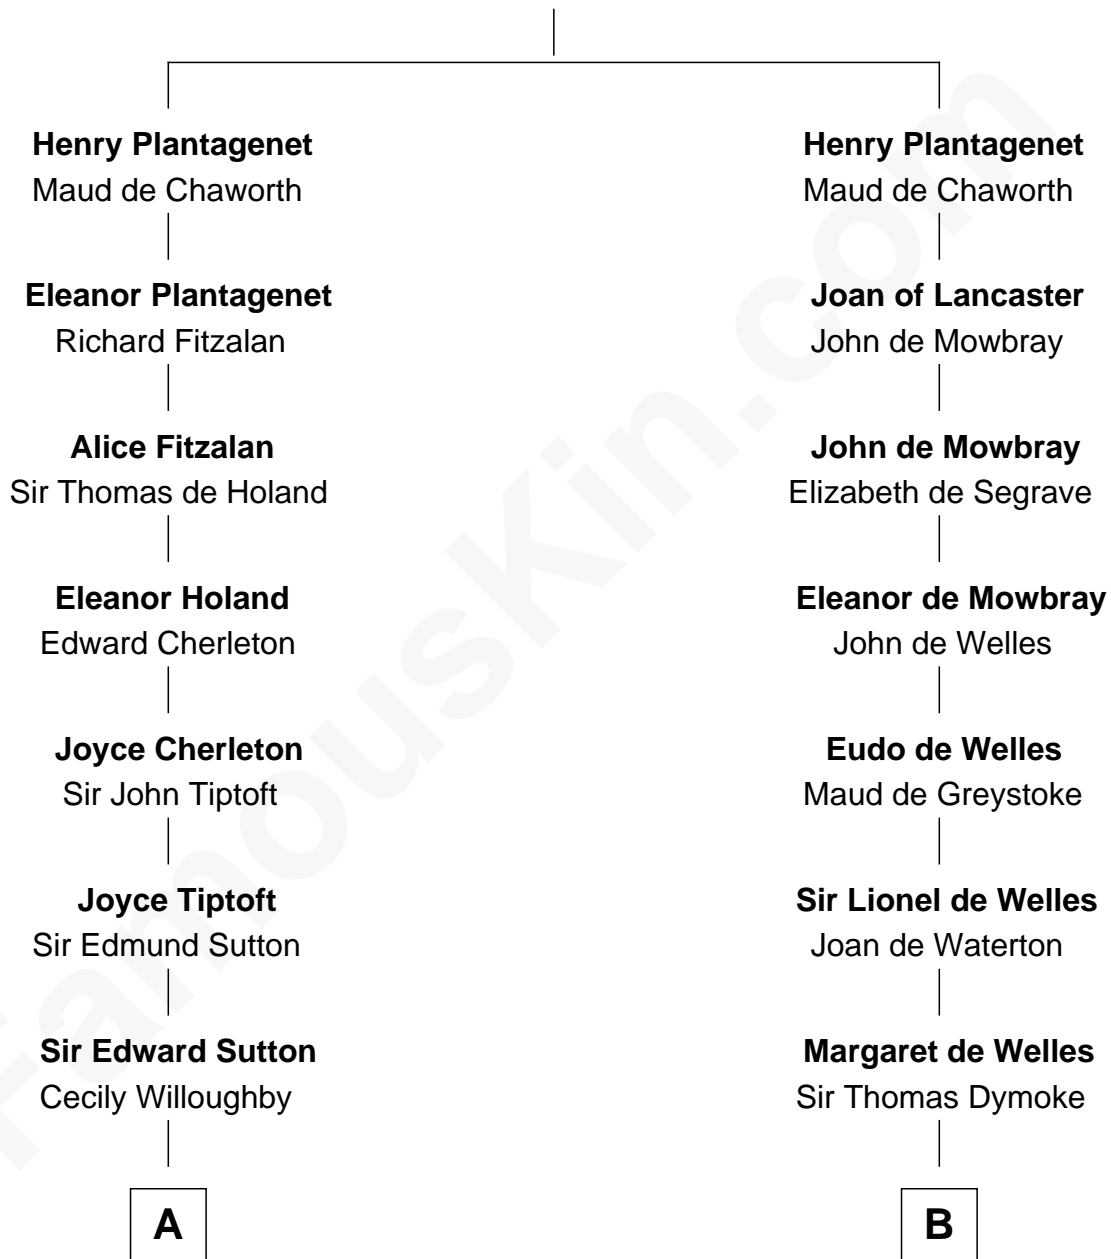 Henry Plantagenet
Maud de Chaworth
Eleanor Plantagenet
Richard Fitzalan
Alice Fitzalan
Sir Thomas de Holand
Eleanor Holand
Edward Cherleton
Joyce Cherleton
Sir John Tiptoft
Joyce Tiptoft
Sir Edmund Sutton
Sir Edward Sutton
Cecily Willoughby
A
Henry Plantagenet
Maud de Chaworth
Joan of Lancaster
John de Mowbray
John de Mowbray
Elizabeth de Segrave
Eleanor de Mowbray
John de Welles
Eudo de Welles
Maud de Greystoke
Sir Lionel de Welles
Joan de Waterton
Margaret de Welles
Sir Thomas Dymoke
B
FamousKin.com